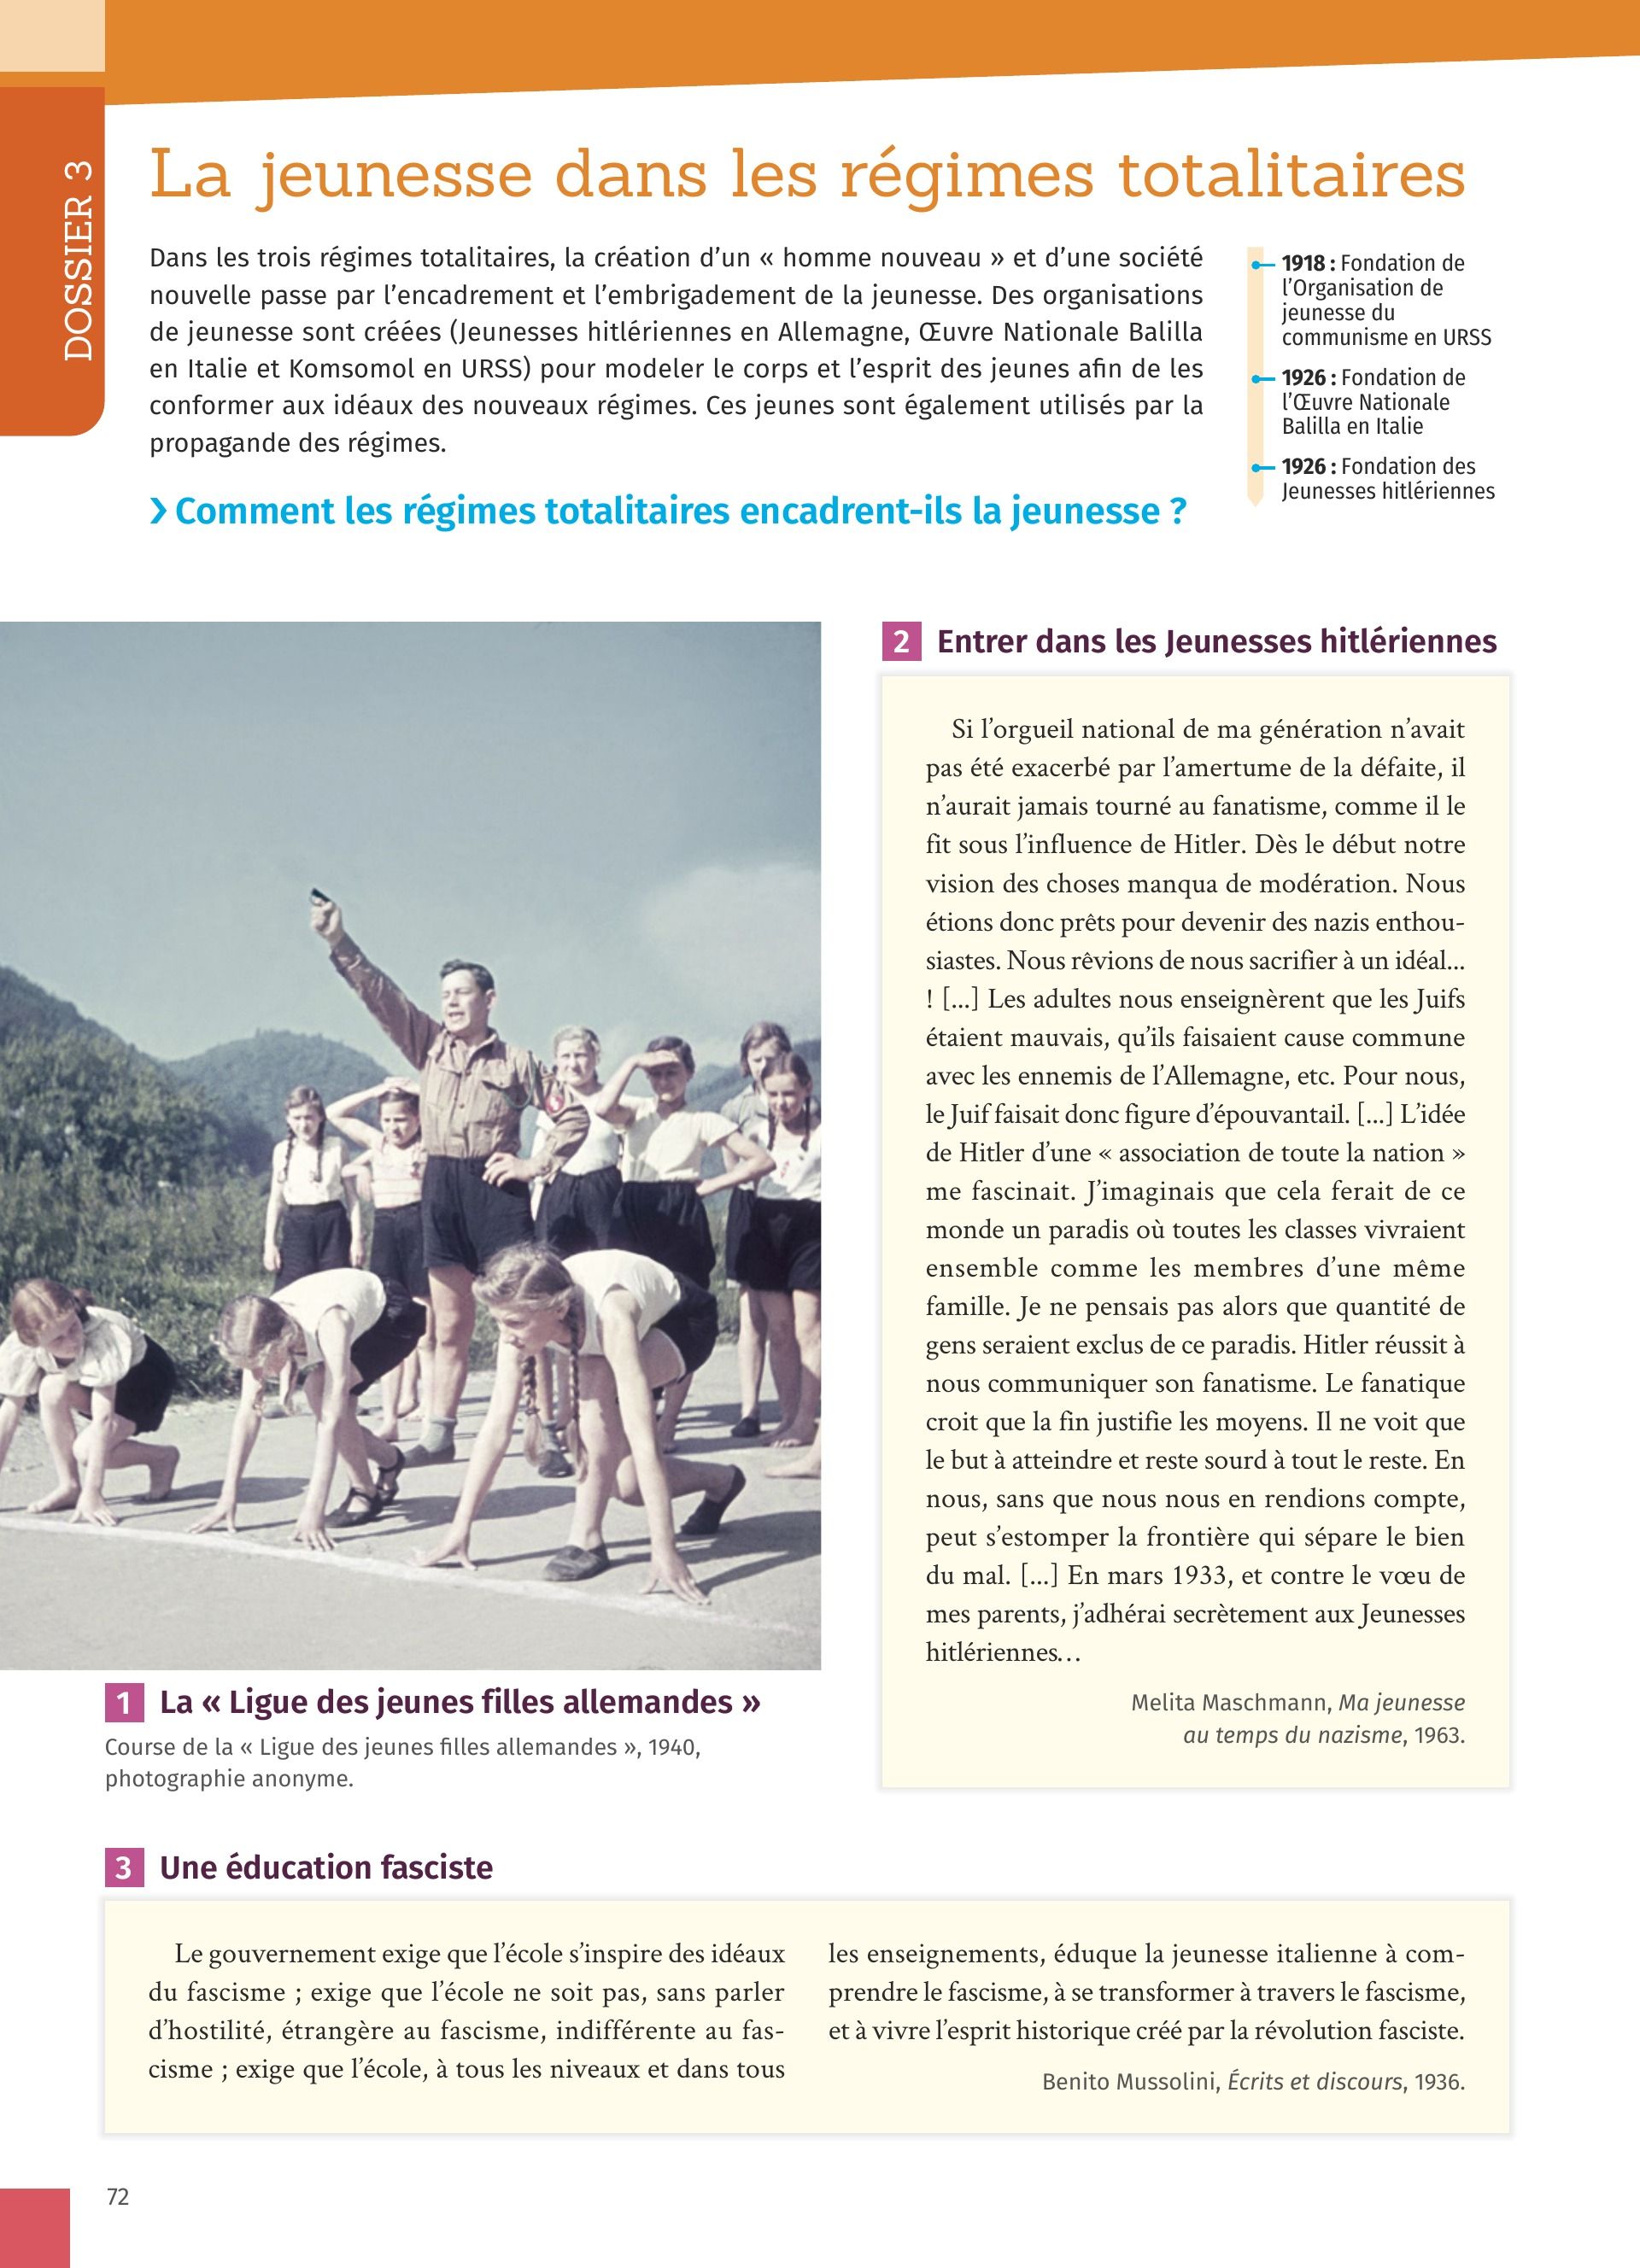 DOSSIER 3
La jeunesse dans les régimes totalitaires
Dans les trois régimes totalitaires, la création d’un « homme nouveau » et d’une société
nouvelle passe par l’encadrement et l’embrigadement de la jeunesse. Des organisations
de jeunesse sont créées (Jeunesses hitlériennes en Allemagne, Œuvre Nationale Balilla
en Italie et Komsomol en URSS) pour modeler le corps et l’esprit des jeunes afin de les
conformer aux idéaux des nouveaux régimes. Ces jeunes sont également utilisés par la
propagande des régimes.
› Comment les régimes totalitaires encadrent-ils la jeunesse ?
1918 : Fondation de
l’Organisation de
jeunesse du
communisme en URSS
1926 : Fondation de
l’Œuvre Nationale
Balilla en Italie
1926 : Fondation des
Jeunesses hitlériennes
1 La « Ligue des jeunes filles allemandes »
Course de la « Ligue des jeunes filles allemandes », 1940,
photographie anonyme.
2 Entrer dans les Jeunesses hitlériennes
Si l’orgueil national de ma génération n’avait
pas été exacerbé par l’amertume de la défaite, il
n’aurait jamais tourné au fanatisme, comme il le
fit sous l’influence de Hitler. Dès le début notre
vision des choses manqua de modération. Nous
étions donc prêts pour devenir des nazis enthou-
siastes. Nous rêvions de nous sacrifier à un idéal...
! [...] Les adultes nous enseignèrent que les Juifs
étaient mauvais, qu’ils faisaient cause commune
avec les ennemis de l’Allemagne, etc. Pour nous,
le Juif faisait donc figure d’épouvantail. [...] L’idée
de Hitler d’une « association de toute la nation »
me fascinait. J’imaginais que cela ferait de ce
monde un paradis où toutes les classes vivraient
ensemble comme les membres d’une même
famille. Je ne pensais pas alors que quantité de
gens seraient exclus de ce paradis. Hitler réussit à
nous communiquer son fanatisme. Le fanatique
croit que la fin justifie les moyens. Il ne voit que
le but à atteindre et reste sourd à tout le reste. En
nous, sans que nous nous en rendions compte,
peut s’estomper la frontière qui sépare le bien
du mal. [...] En mars 1933, et contre le vœu de
mes parents, j’adhérai secrètement aux Jeunesses
hitlériennes…
Melita Maschmann, Ma jeunesse
au temps du nazisme, 1963.
3 Une éducation fasciste
Le gouvernement exige que l’école s’inspire des idéaux
du fascisme ; exige que l’école ne soit pas, sans parler
d’hostilité, étrangère au fascisme, indifférente au fas-
cisme ; exige que l’école, à tous les niveaux et dans tous
les enseignements, éduque la jeunesse italienne à com-
prendre le fascisme, à se transformer à travers le fascisme,
et à vivre l’esprit historique créé par la révolution fasciste.
Benito Mussolini, Écrits et discours, 1936.
72